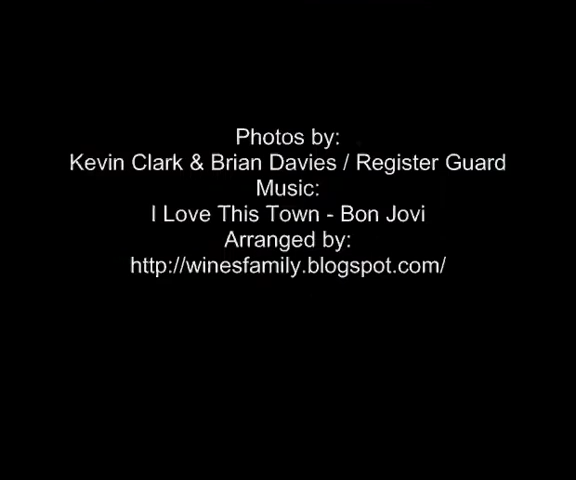 Photos by:
Kevin Clark & Brian Davies / Register Guard
Music:
I Love This Town - Bon Jovi
Arranged by:
http://winesfamily.blogspot.com/